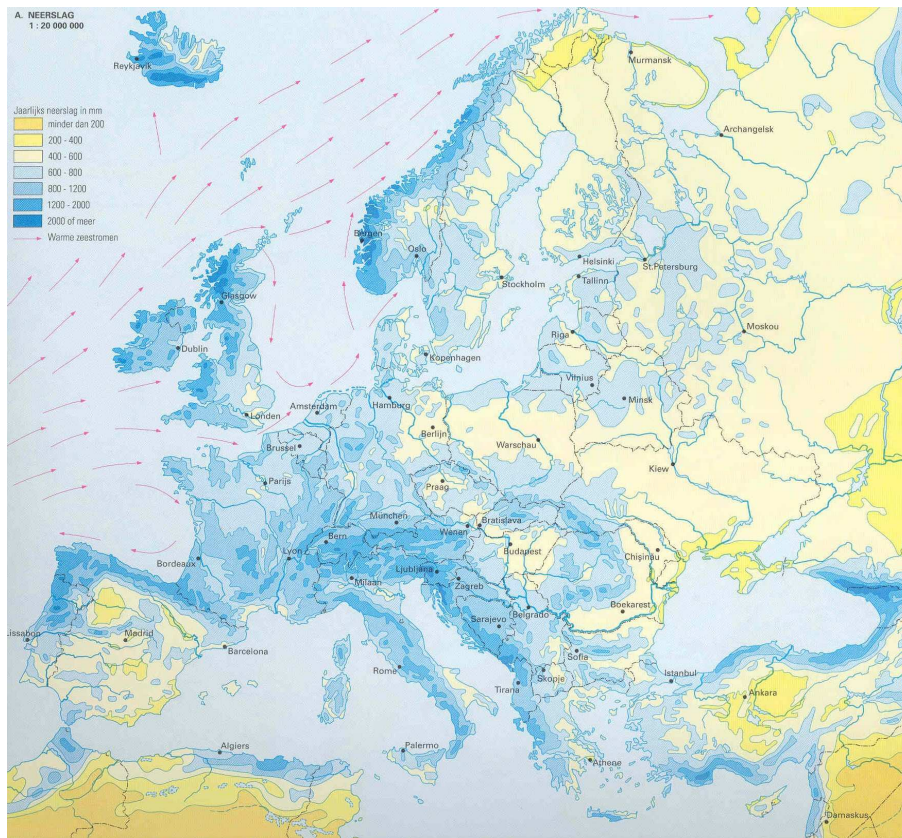 A. NEERSLAG
1 : 20 000 000
Reykjavik
Murmansk
Jaarlijks neerslag in mm
minder dan 200
200 - 400
400 - 600
600 - 800
800 - 1200
1200 - 2000
2000 of meer
Warme zeestromen
Archangelsk
Bergen
Oslo
Helsinki
St.Petersburg
Stockholm
Tallinn
Glasgow
Moskou
Riga
Dublin
Kopenhagen
Vilnius
Minsk
Hamburg
Amsterdam
Londen
Berlijn
Warschau
Brussel
Kiew
Parijs
Praag
München
Wenen
Bratislava
Bern
Budapest
Chişinau
Lyon
Bordeaux
Ljubljana
Milaan
Zagreb
Belgrado
Boekarest
Sarajevo
Lissabon
Madrid
Barcelona
Sofia
Rome
Skopje
Istanbul
Tirana
Ankara
Algiers
Palermo
Athene
Damaskus